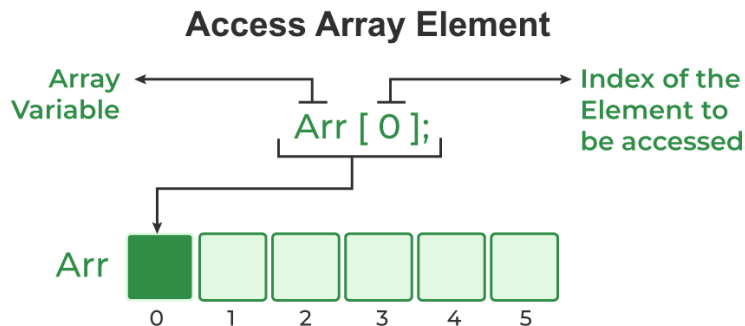 Access Array Element
Array
Variable
Index of the
Element to
be accessed
Arr [ 0 ];
Arr
0 1 2 3 4 5